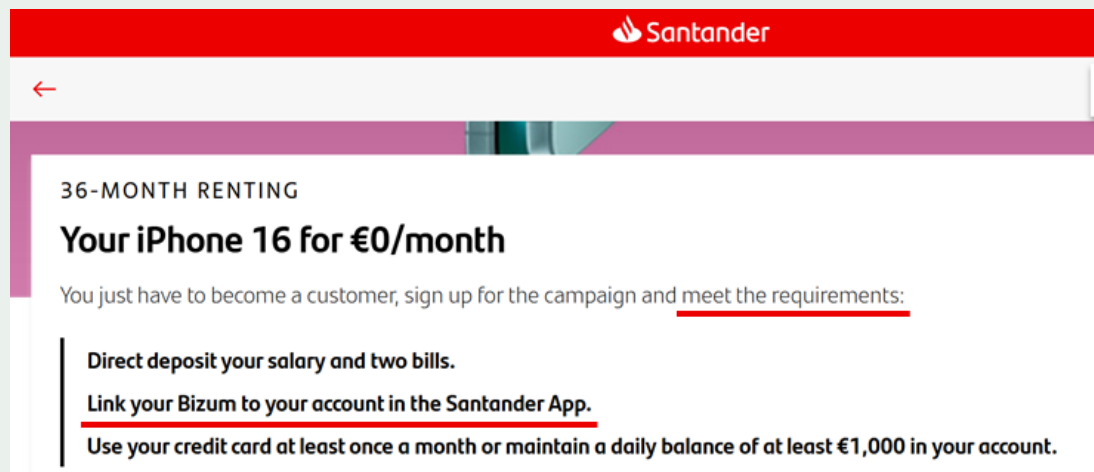 Santander
36-MONTH RENTING
Your iPhone 16 for €0/month
You just have to become a customer, sign up for the campaign and meet the requirements:
Direct deposit your salary and two bills.
Link your Bizum to your account in the Santander App.
Use your credit card at least once a month or maintain a daily balance of at least €1,000 in your account.